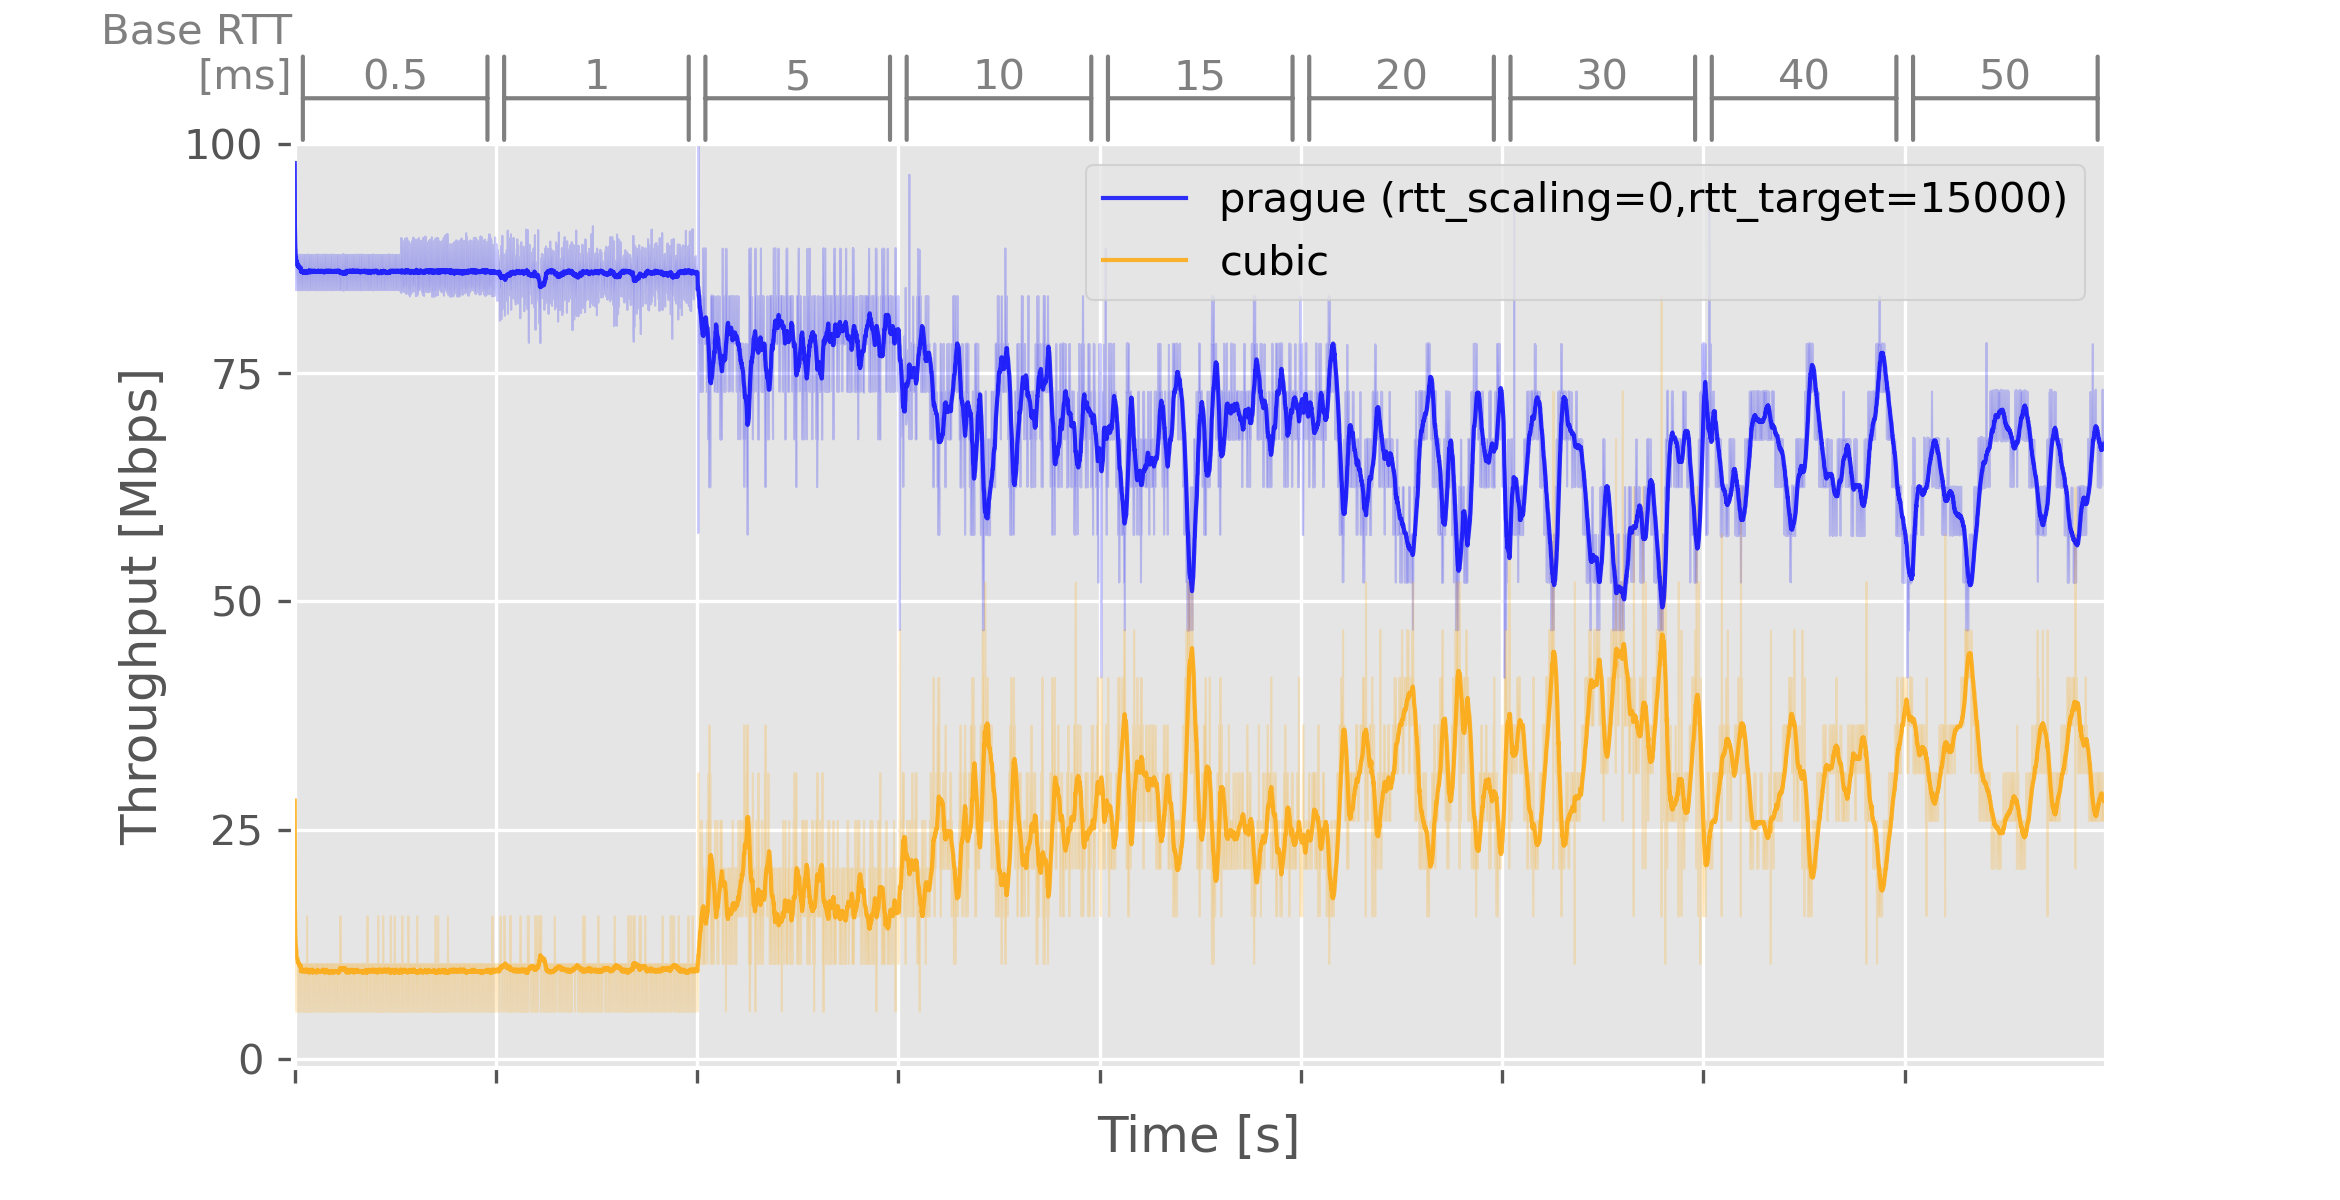 Base RTT
[ms] 0.5 1 5 10 15 20 30 40 50
100
75
50
25
0
Throughput [Mbps]
prague (rtt_scaling=0,rtt_target=15000)
cubic
Time [s]